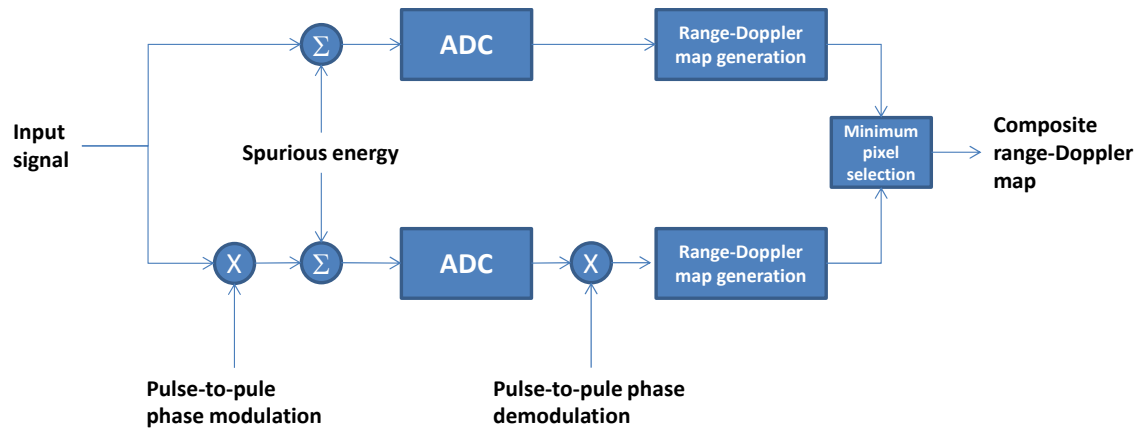 Σ
ADC
Range-Doppler
map generation
Input
signal
Spurious energy
Minimum
pixel
selection
Composite
range-Doppler
map
X
Σ
ADC
X
Range-Doppler
map generation
Pulse-to-pule
phase modulation
Pulse-to-pule phase
demodulation